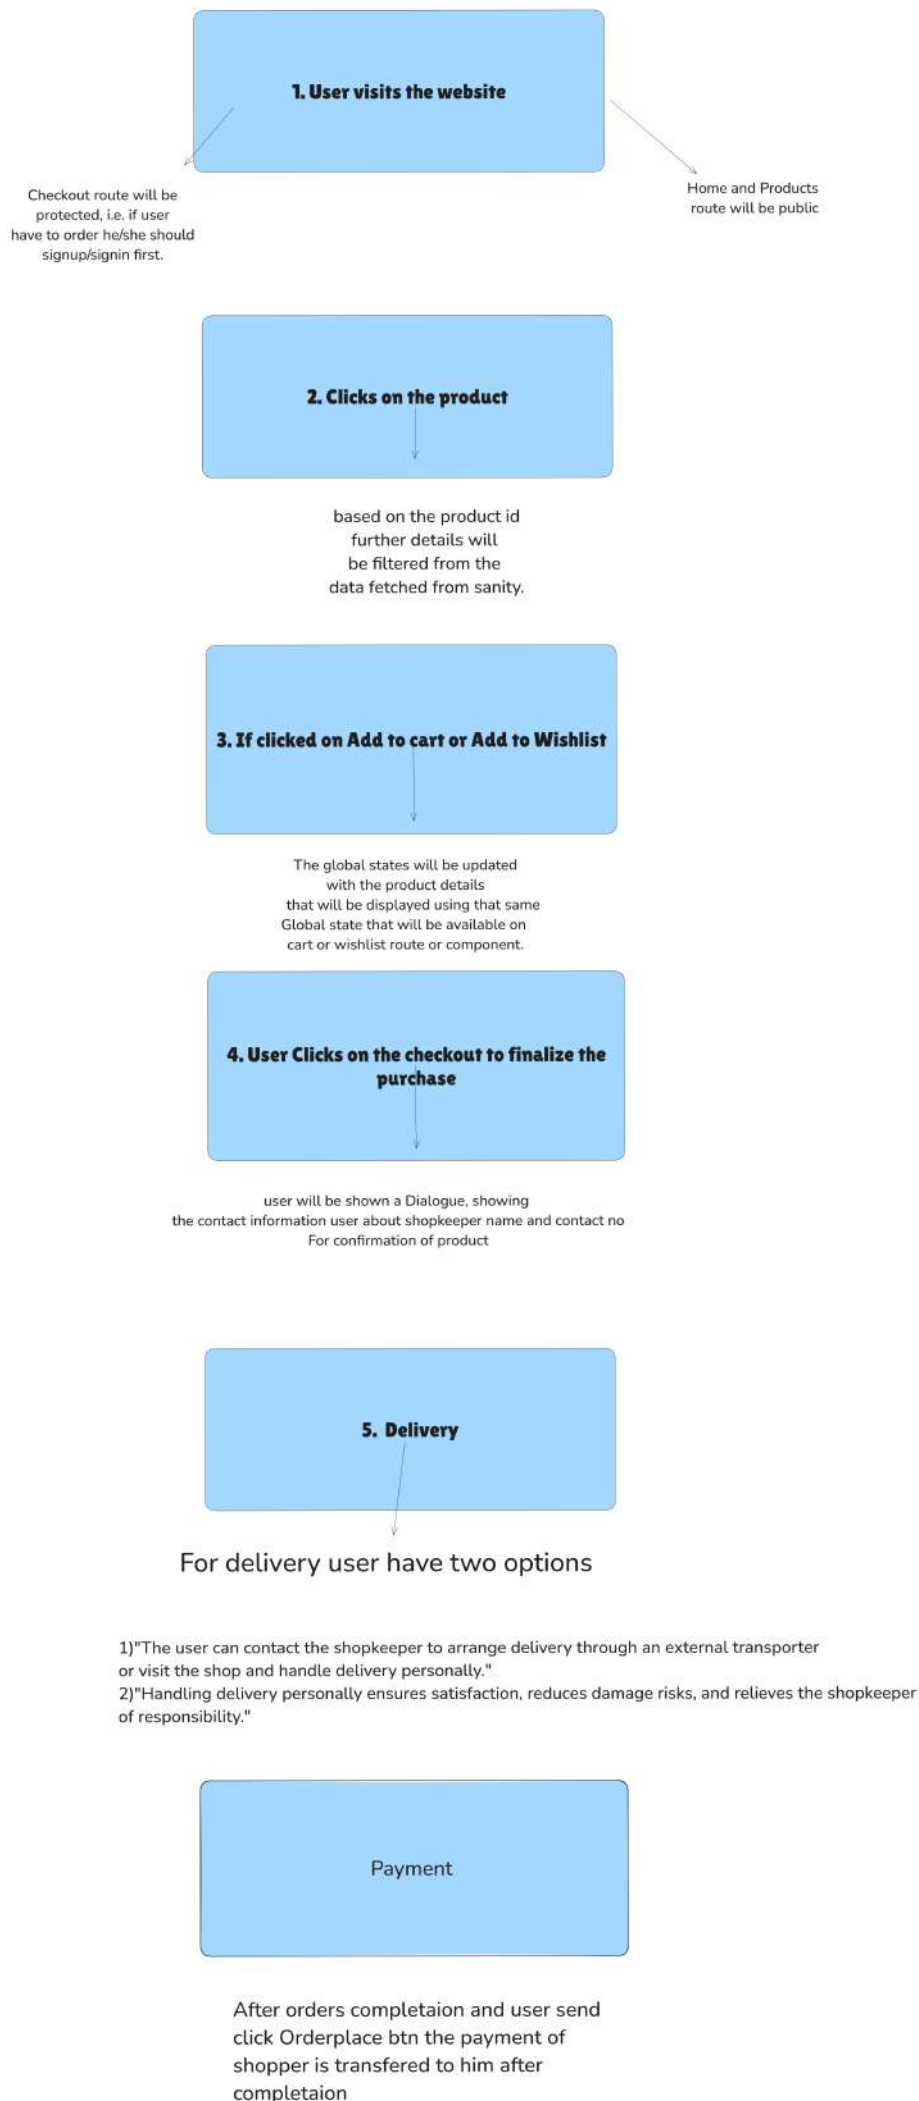 1. User visits the website
Checkout route will be
protected, i.e. if user
have to order he/she should
signup/signin first.
Home and Products
route will be public
2. Clicks on the product
based on the product id
further details will
be filtered from the
data fetched from sanity.
3. If clicked on Add to cart or Add to Wishlist
The global states will be updated
with the product details
that will be displayed using that same
Global state that will be available on
cart or wishlist route or component.
4. User Clicks on the checkout to finalize the
purchase
user will be shown a Dialogue, showing
the contact information user about shopkeeper name and contact no
For confirmation of product
5. Delivery
For delivery user have two options
1)"The user can contact the shopkeeper to arrange delivery through an external transporter
or visit the shop and handle delivery personally."
2)"Handling delivery personally ensures satisfaction, reduces damage risks, and relieves the shopkeeper
of responsibility."
Payment
After orders completaion and user send
click Orderplace btn the payment of
shopper is transfered to him after
completaion